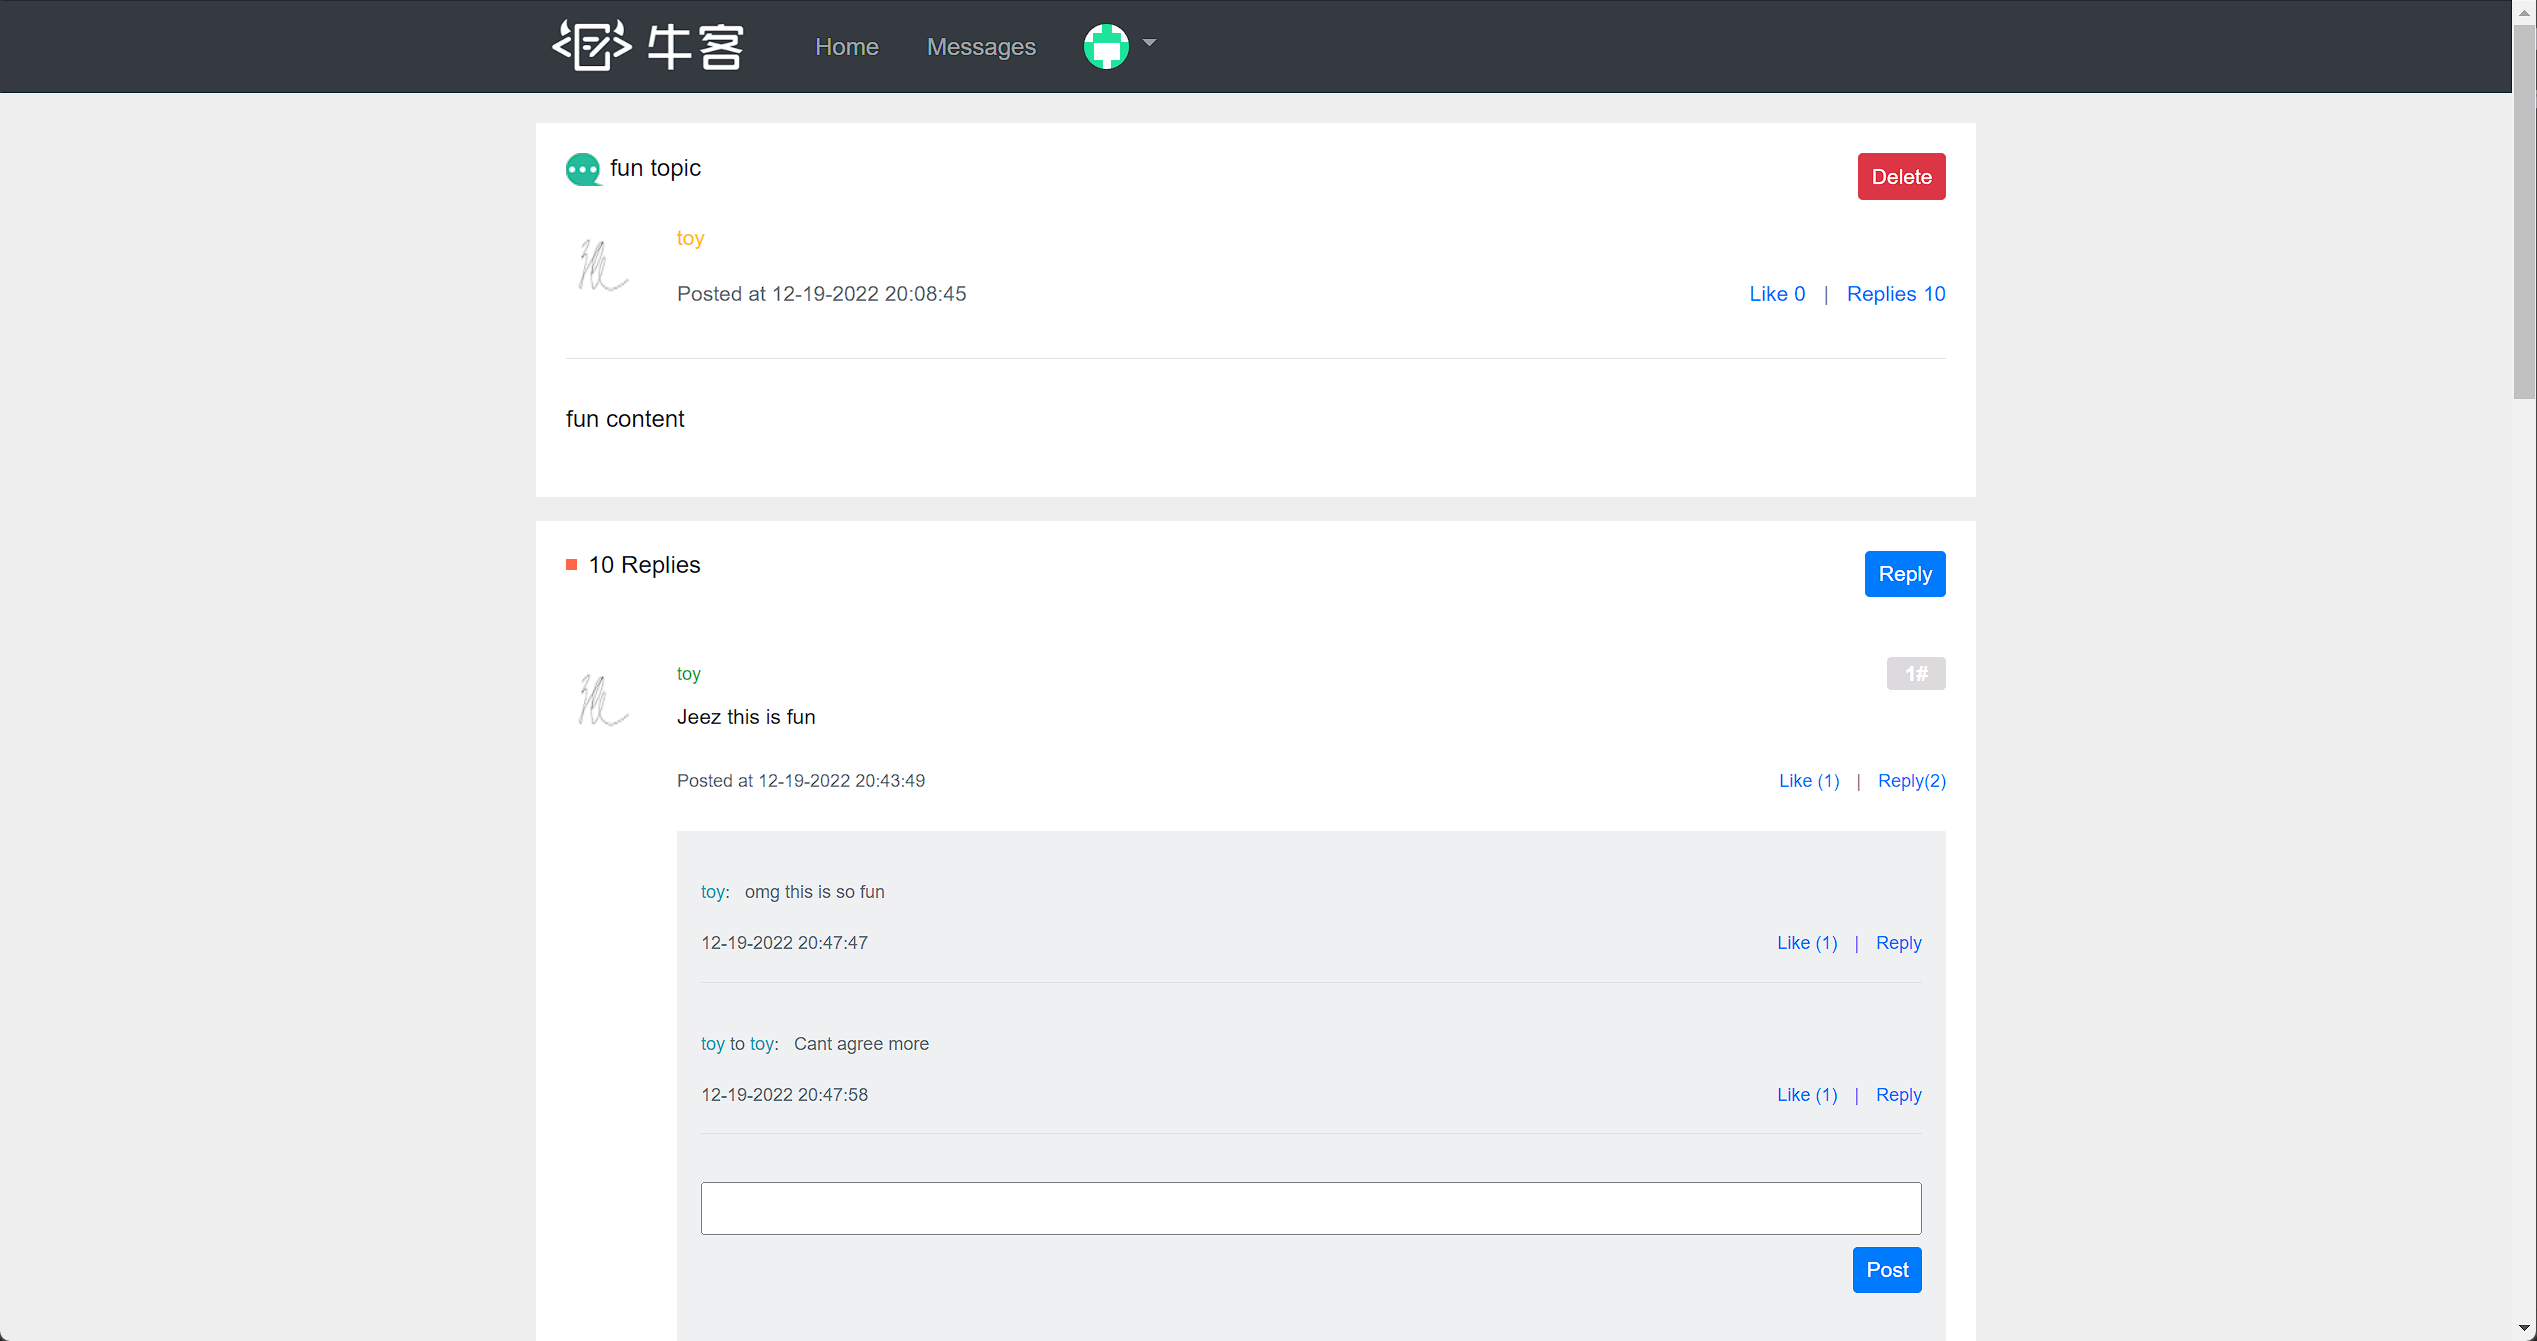 牛客 Home Messages
fun topic Delete
toy
Posted at 12-19-2022 20:08:45 Like 0 | Replies 10
fun content
10 Replies Reply
toy 1#
Jeez this is fun
Posted at 12-19-2022 20:43:49 Like (1) | Reply(2)
toy: omg this is so fun
12-19-2022 20:47:47 Like (1) | Reply
toy to toy: Cant agree more
12-19-2022 20:47:58 Like (1) | Reply
Post